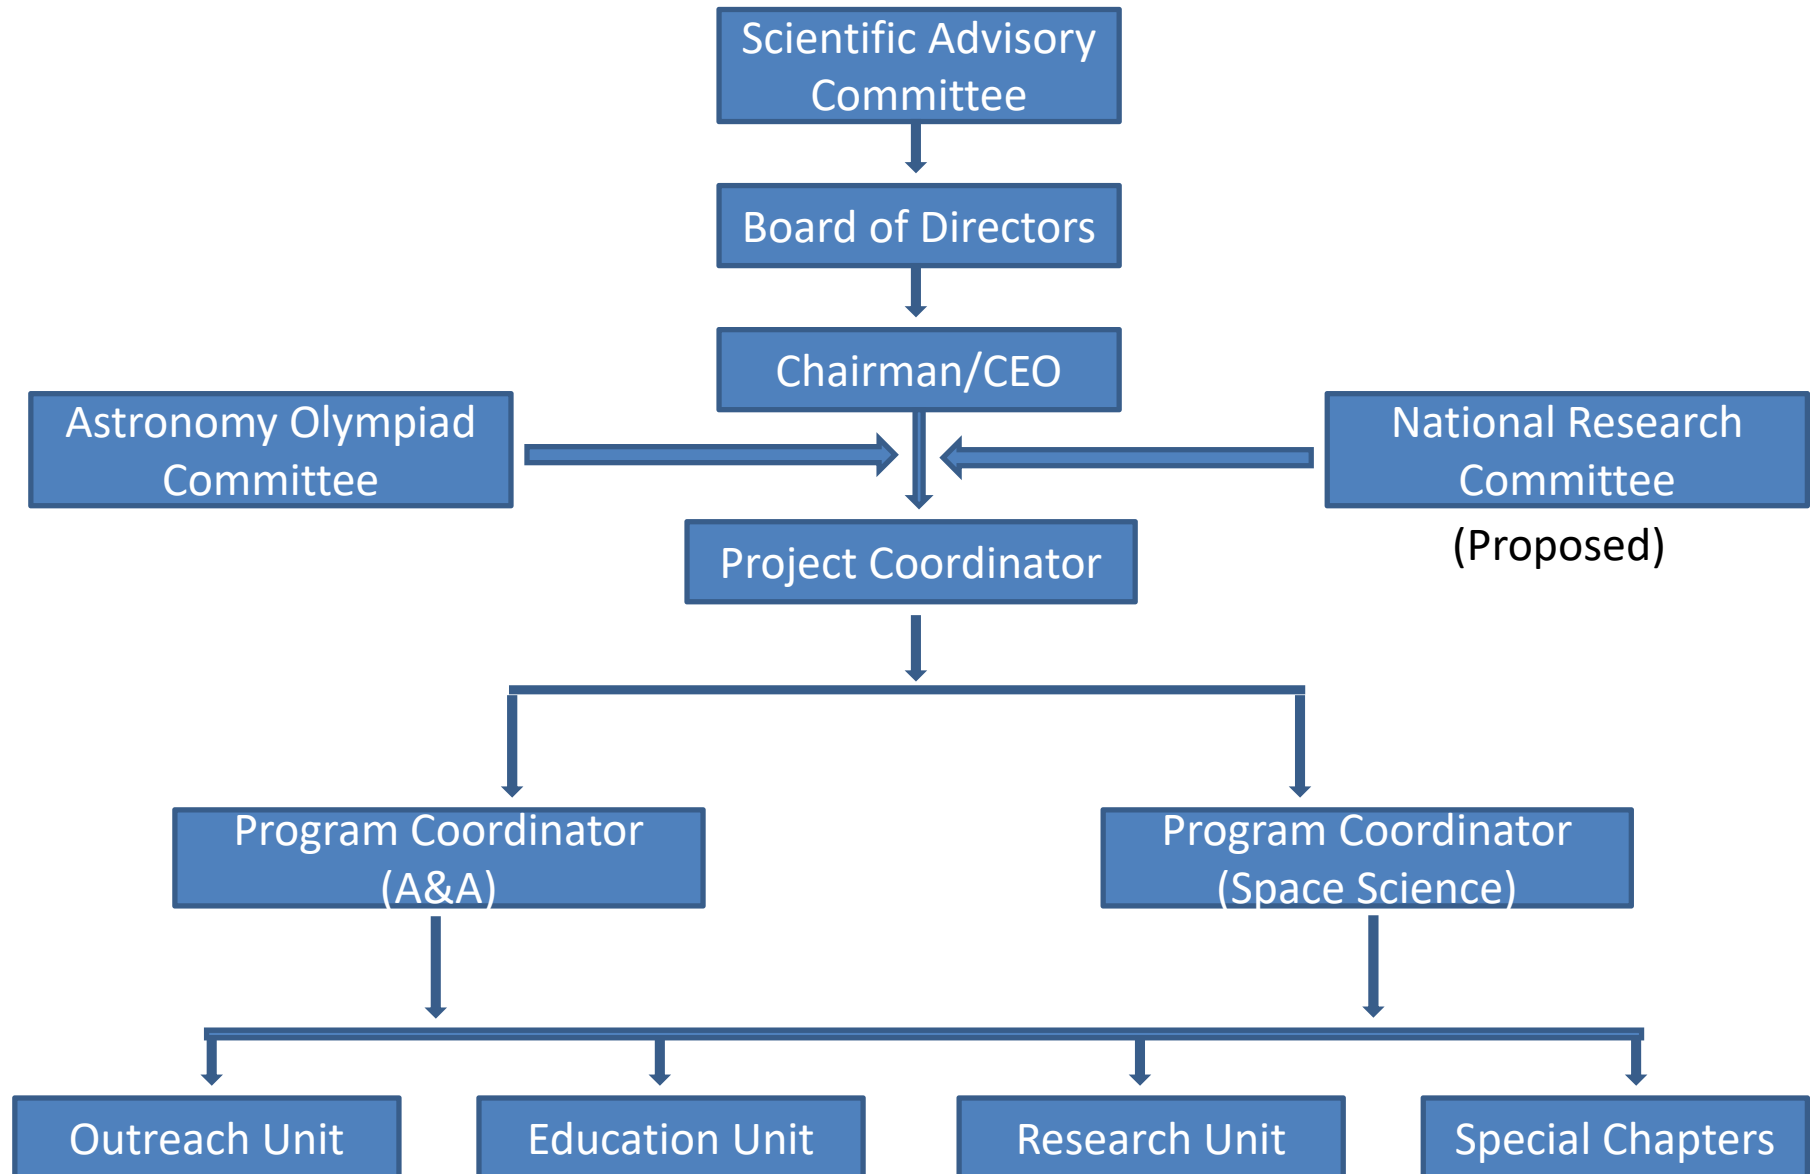 Scientific Advisory
Committee
Board of Directors
Chairman/CEO
Astronomy Olympiad
Committee
National Research
Committee
(Proposed)
Project Coordinator
Program Coordinator
(A&A)
Program Coordinator
(Space Science)
Outreach Unit
Education Unit
Research Unit
Special Chapters